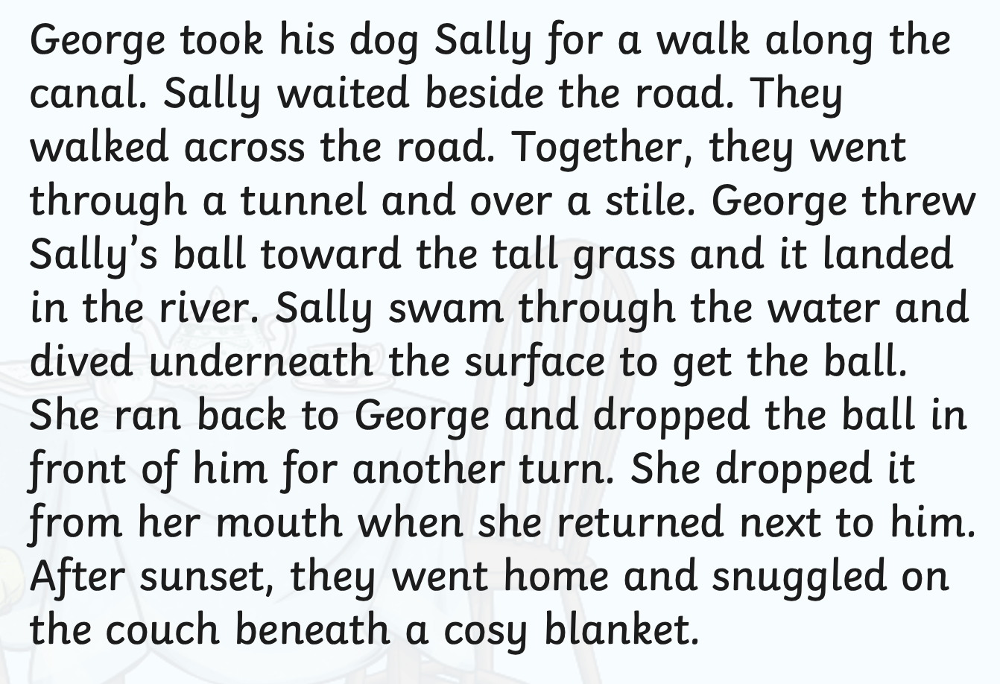 George took his dog Sally for a walk along the
canal. Sally waited beside the road. They
walked across the road. Together, they went
through a tunnel and over a stile. George threw
Sally’s ball toward the tall grass and it landed
in the river. Sally swam through the water and
dived underneath the surface to get the ball.
She ran back to George and dropped the ball in
front of him for another turn. She dropped it
from her mouth when she returned next to him.
After sunset, they went home and snuggled on
the couch beneath a cosy blanket.